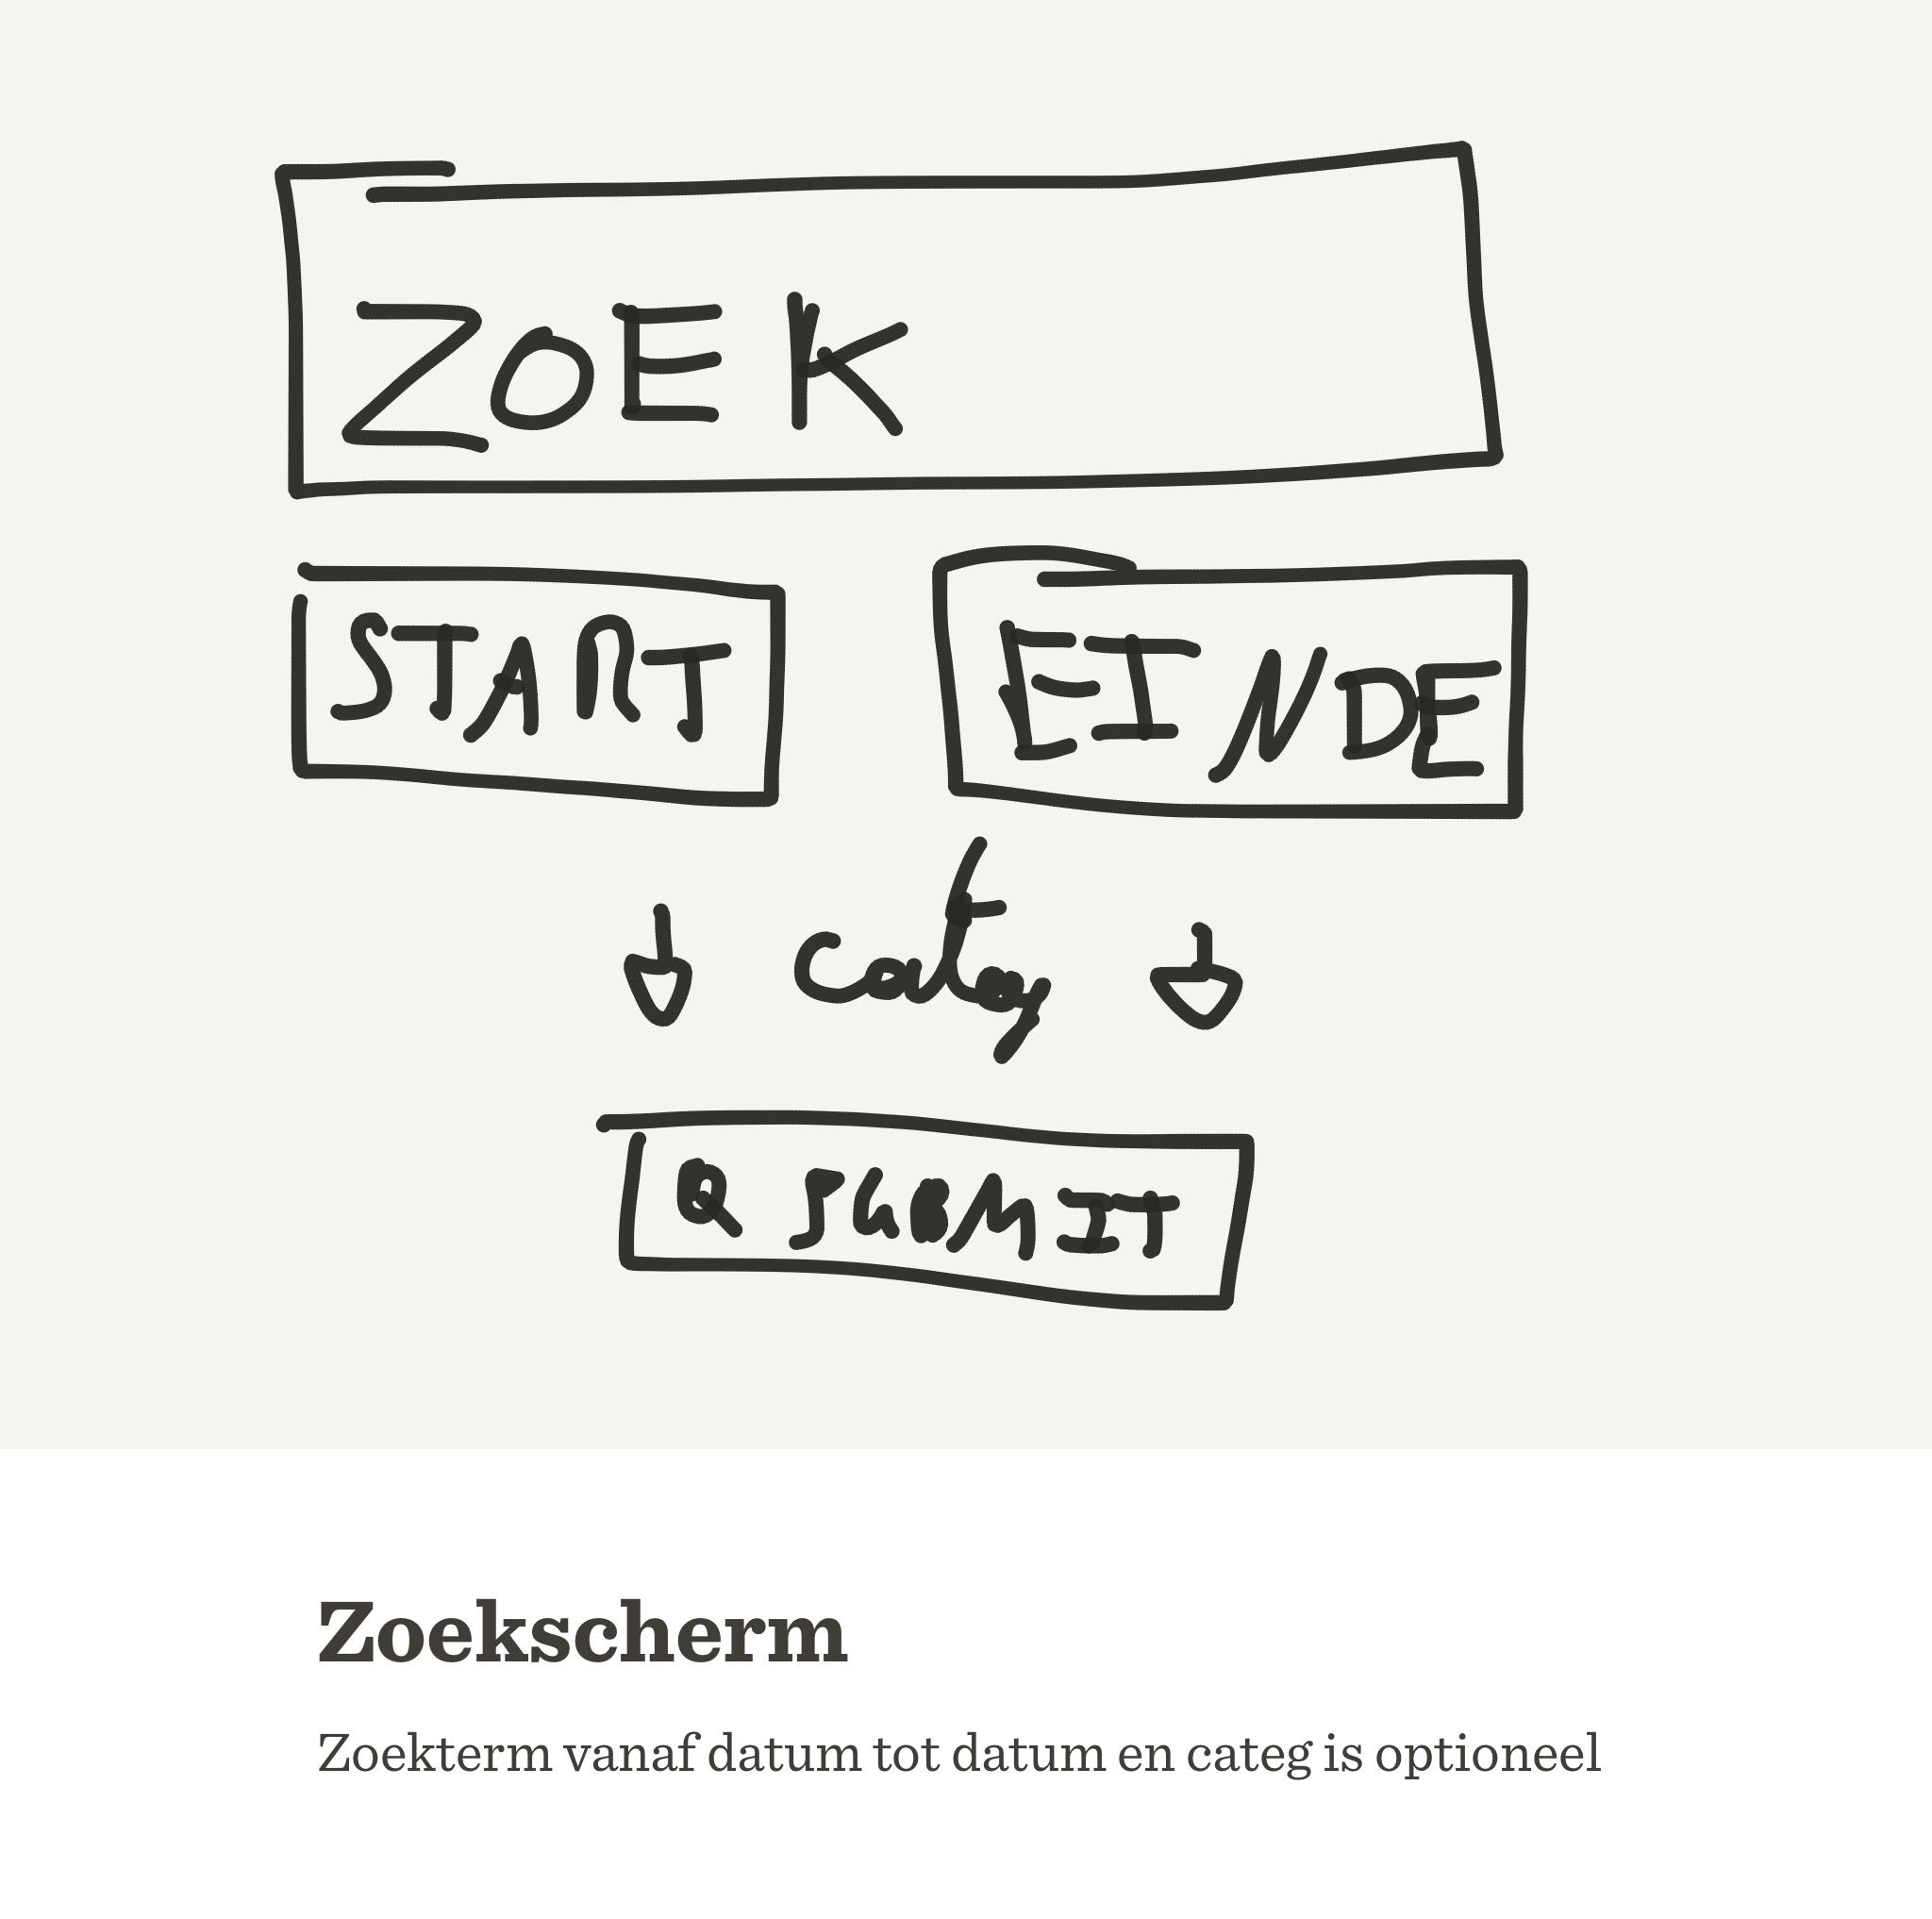 ZOEK
START EINDE
Categ
Q SUBMIT
Zoekscherm
Zoekterm vanaf datum tot datum en categ is optioneel